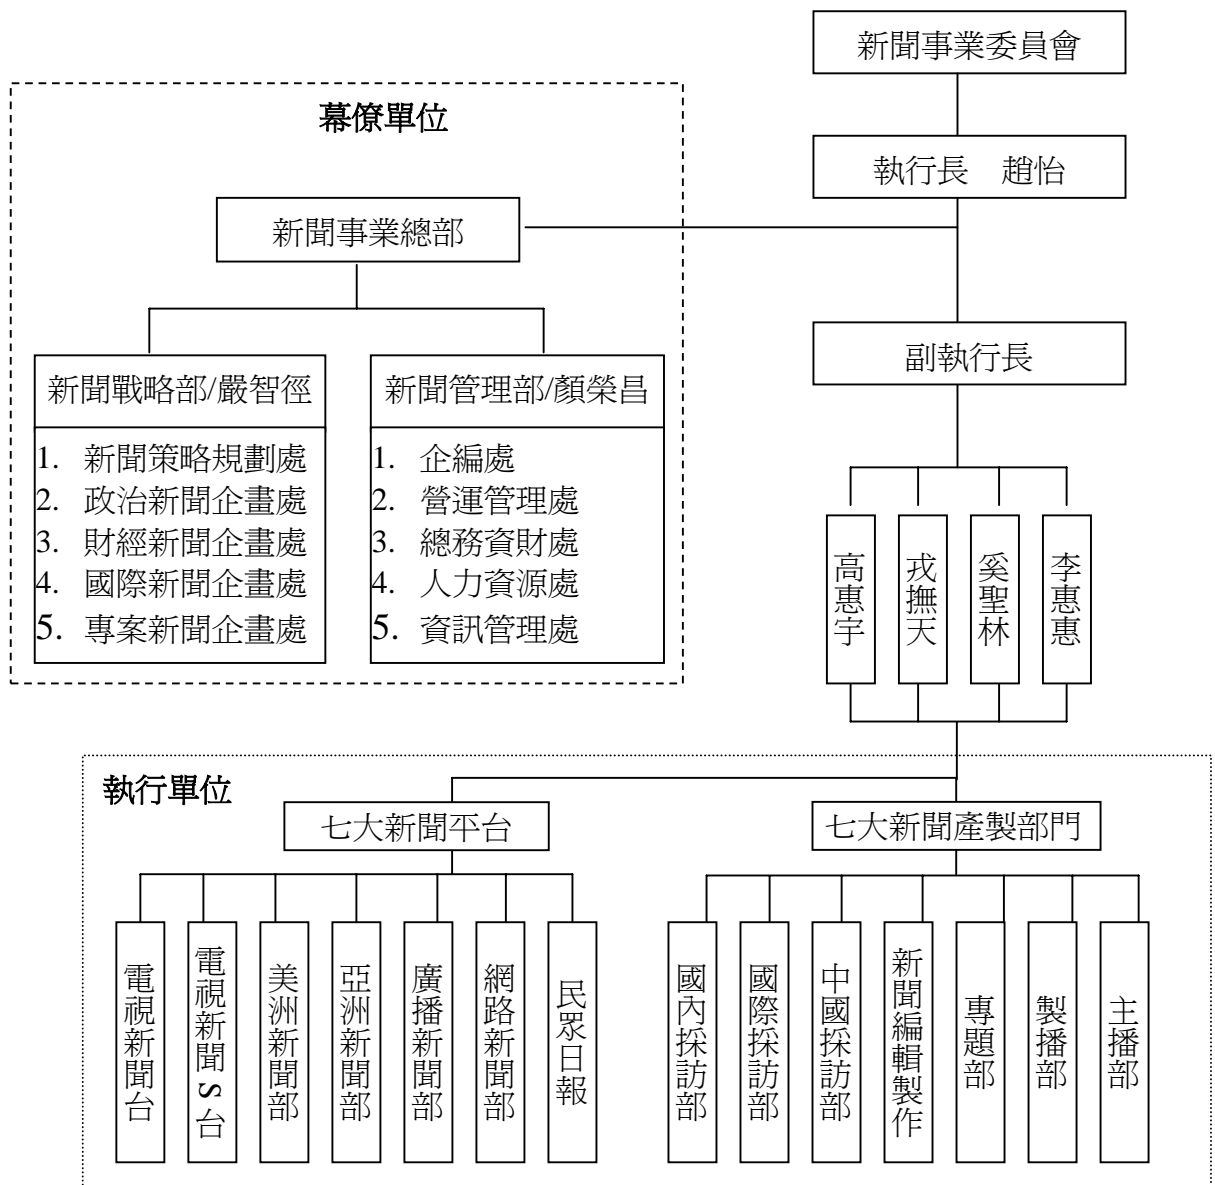 新聞事業委員會
幕僚單位
執行長　趙怡
新聞事業總部
副執行長
新聞戰略部/嚴智徑
1. 新聞策略規劃處
2. 政治新聞企畫處
3. 財經新聞企畫處
4. 國際新聞企畫處
5. 專案新聞企畫處
新聞管理部/顏榮昌
1. 企編處
2. 營運管理處
3. 總務資財處
4. 人力資源處
5. 資訊管理處
高惠宇
戎撫天
奚聖林
李惠惠
執行單位
七大新聞平台
七大新聞產製部門
電視新聞台
電視新聞 S 台
美洲新聞部
亞洲新聞部
廣播新聞部
網路新聞部
民眾日報
國內採訪部
國際採訪部
中國採訪部
新聞編輯製作
專題部
製播部
主播部